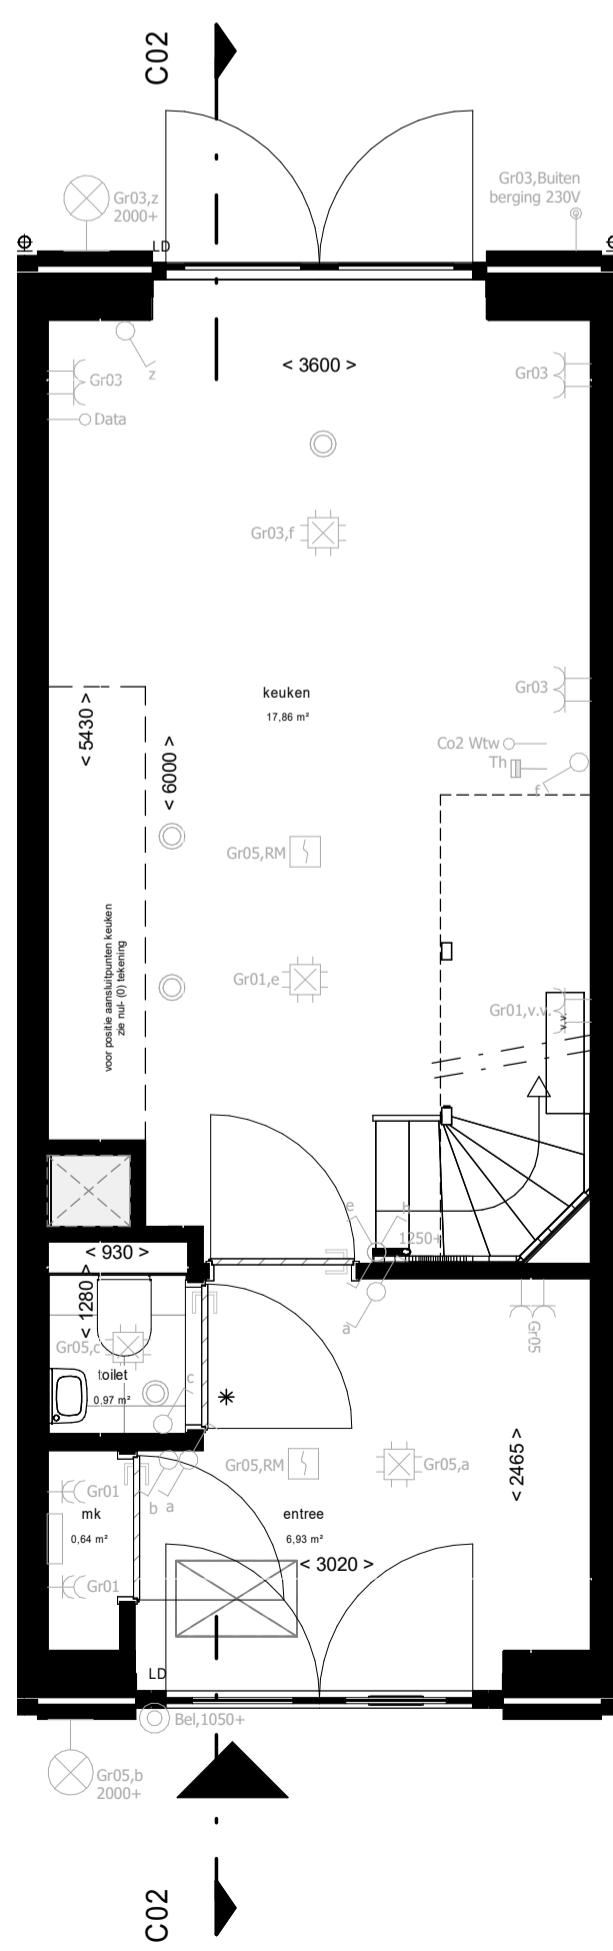 C02
Gr03,z
2000+
Gr03,Buiten
berging 230V
LD
< 3600 >
z
Gr03
Gr03
Data
Gr03,f
keuken
17,86 m²
Gr03
< 5430 >
< 6000 >
Co2 Wtw
Th
f
Gr05,RM
voor positie aansluitpunten keuken
zie nul- (0) tekening
Gr01,e
Gr01,v.v.
v.v.
e
f
1250+
< 930 >
< 1280 >
a
Gr05,c
Gr05
toilet
0,97 m²
c
*
Gr05,RM
Gr05,a
< 2465 >
Gr01
b
a
mk
0,64 m²
entree
6,93 m²
< 3020 >
Gr01
LD
Bel,1050+
Gr05,b
2000+
C02